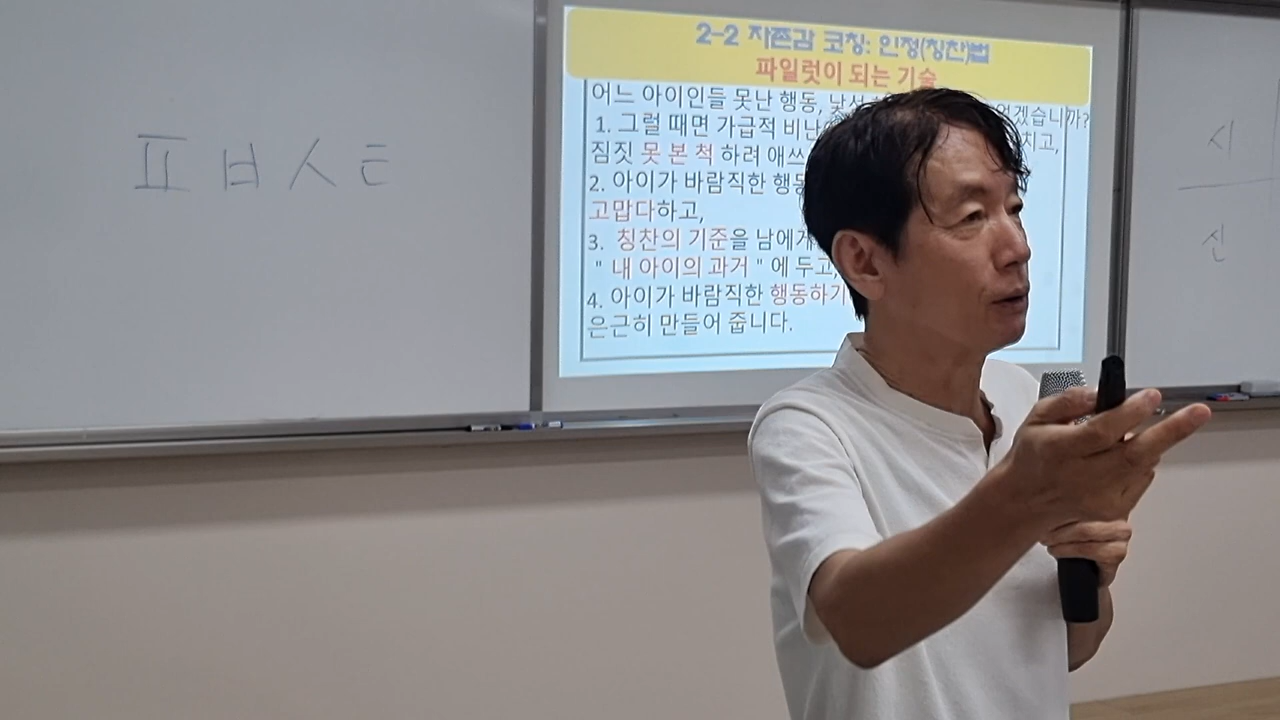 ㅍ ㅂ ㅅ ㄷ
2-2 자존감 코칭: 인정(칭찬)법
파일럿이 되는 기술
어느 아이인들 못난 행동, 없겠습니까?
1. 그럴 때면 가급적 치고,
짐짓 못 본 척 하려 애쓰
2. 아이가 바람직한
고맙다하고,
3. 칭찬의 기준을 남에게
" 내 아이의 과거 " 에 두고,
4. 아이가 바람직한 행동하기
은근히 만들어 줍니다.
시
신